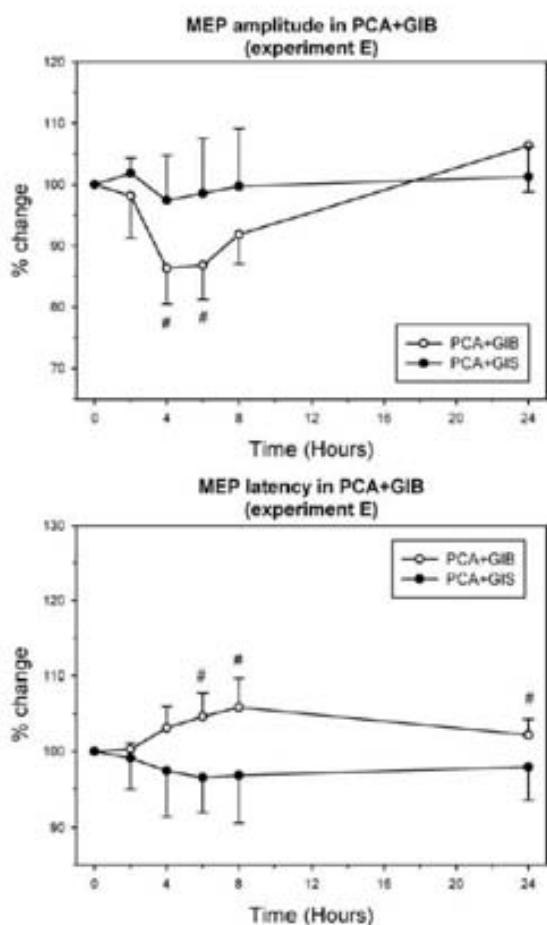 MEP amplitude in PCA+GIB
(experiment E)
120
110
100
90
80
70
% change
# #
PCA+GIB
PCA+GIS
0 4 8 12 16 20 24
Time (Hours)
MEP latency in PCA+GIB
(experiment E)
130
120
110
100
90
% change
PCA+GIB
PCA+GIS
# # #
0 4 8 12 16 20 24
Time (Hours)